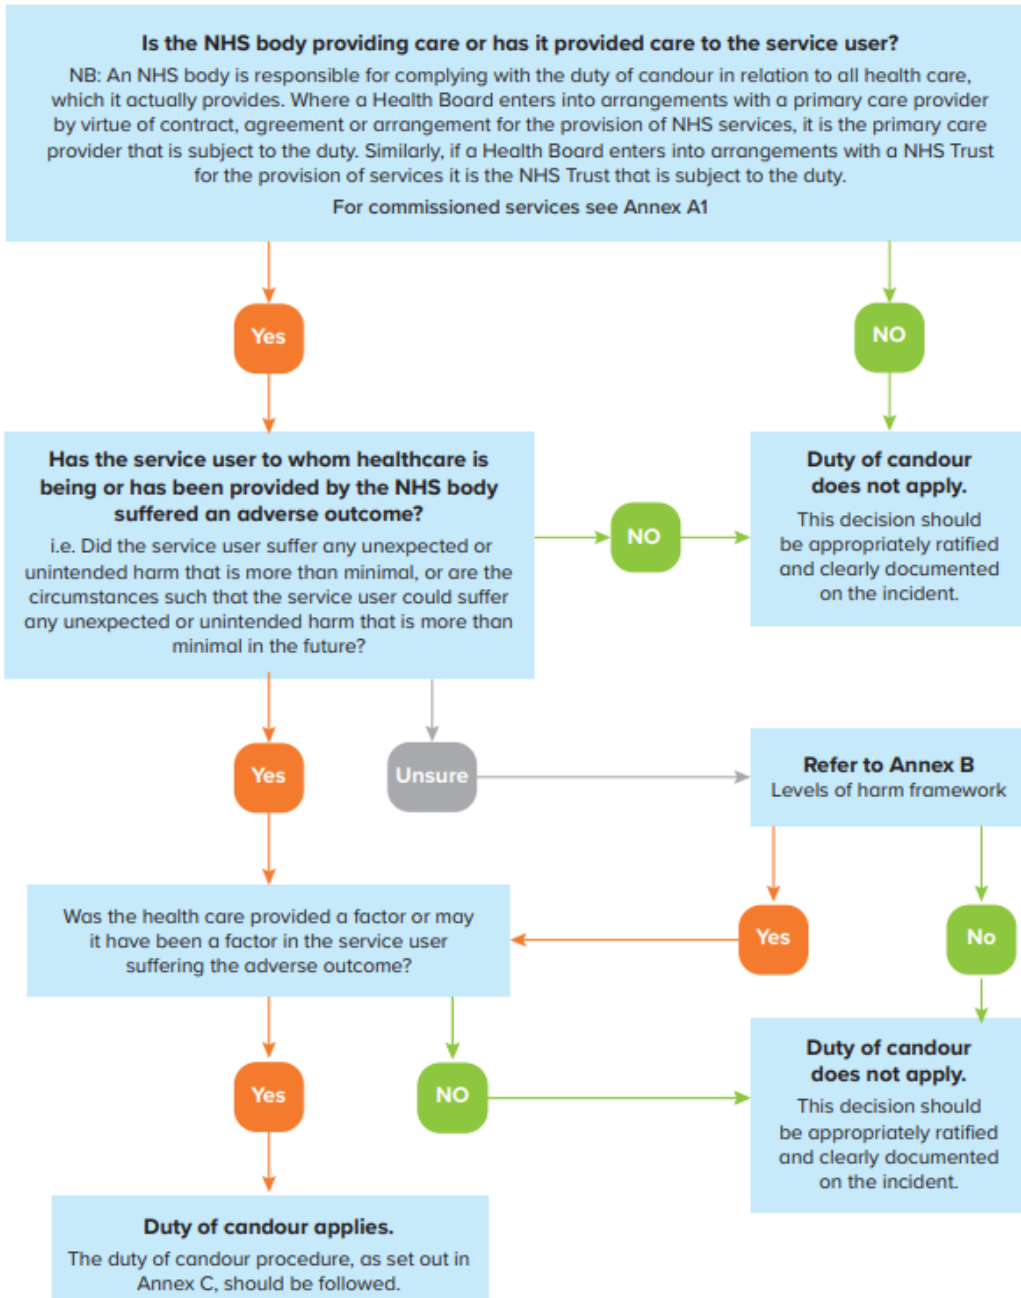 Is the NHS body providing care or has it provided care to the service user?
NB: An NHS body is responsible for complying with the duty of candour in relation to all health care,
which it actually provides. Where a Health Board enters into arrangements with a primary care provider
by virtue of contract, agreement or arrangement for the provision of NHS services, it is the primary care
provider that is subject to the duty. Similarly, if a Health Board enters into arrangements with a NHS Trust
for the provision of services it is the NHS Trust that is subject to the duty.
For commissioned services see Annex A1
Yes
NO
Has the service user to whom healthcare is
being or has been provided by the NHS body
suffered an adverse outcome?
i.e. Did the service user suffer any unexpected or
unintended harm that is more than minimal, or are the
circumstances such that the service user could suffer
any unexpected or unintended harm that is more than
minimal in the future?
NO
Duty of candour
does not apply.
This decision should
be appropriately ratified
and clearly documented
on the incident.
Yes
Unsure
Refer to Annex B
Levels of harm framework
Was the health care provided a factor or may
it have been a factor in the service user
suffering the adverse outcome?
Yes
No
Yes
NO
Duty of candour
does not apply.
This decision should
be appropriately ratified
and clearly documented
on the incident.
Duty of candour applies.
The duty of candour procedure, as set out in
Annex C, should be followed.